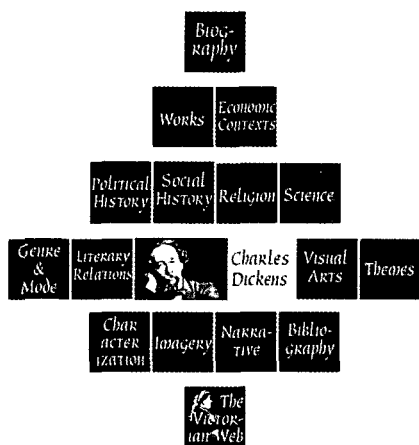 Biog-
raphy
Works
Economic
Contexts
Political
History
Social
History
Religion
Science
Genre
&
Mode
Literary
Relations
Charles
Dickens
Visual
Arts
Themes
Char
acter
ization
Imagery
Narra-
tive
Biblio-
graphy
The
Victor-
ian Web